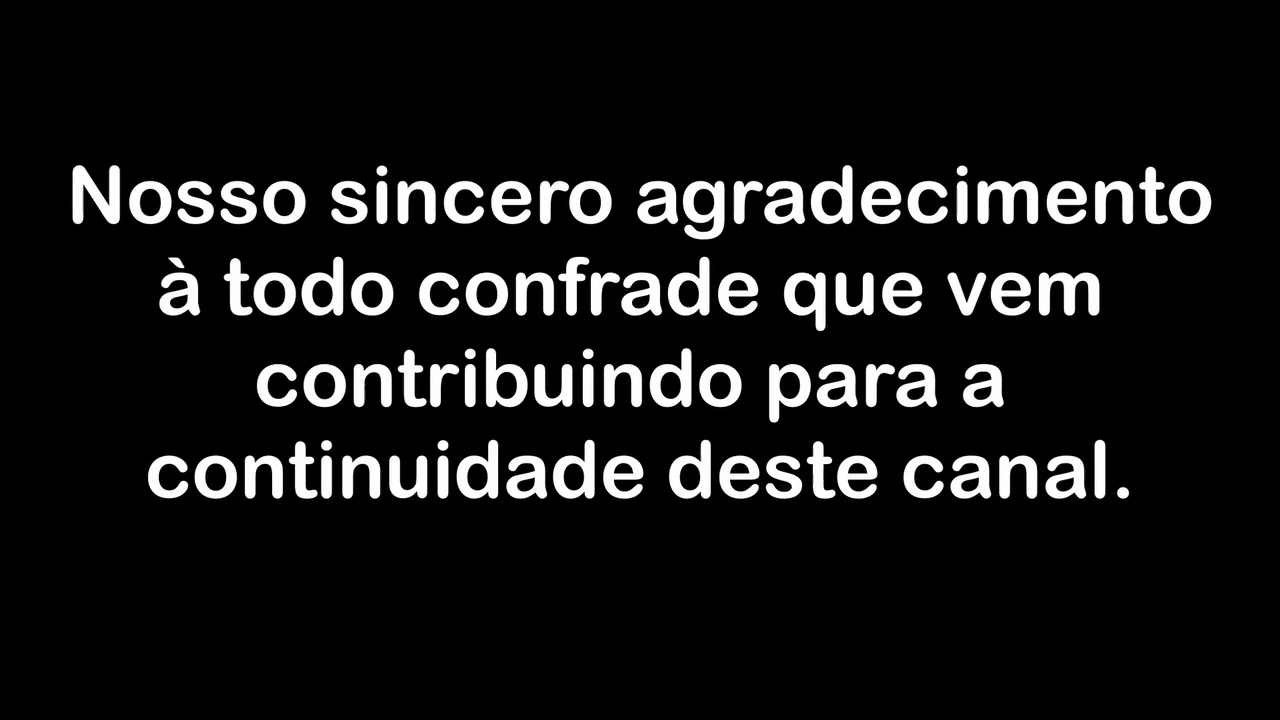 Nosso sincero agradecimento
à todo confrade que vem
contribuindo para a
continuidade deste canal.